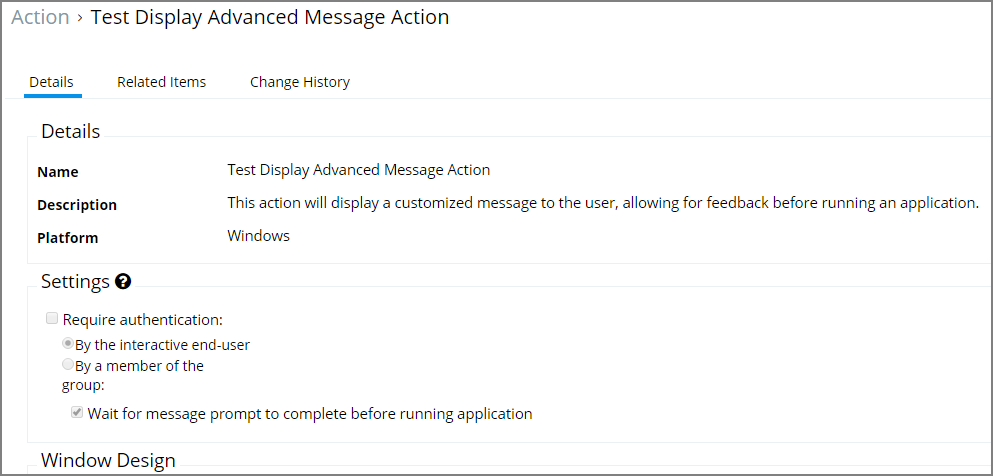 Action › Test Display Advanced Message Action
Details Related Items Change History
Details
Name Test Display Advanced Message Action
Description This action will display a customized message to the user, allowing for feedback before running an application.
Platform Windows
Settings ?
Require authentication:
By the interactive end-user
By a member of the
group:
Wait for message prompt to complete before running application
Window Design